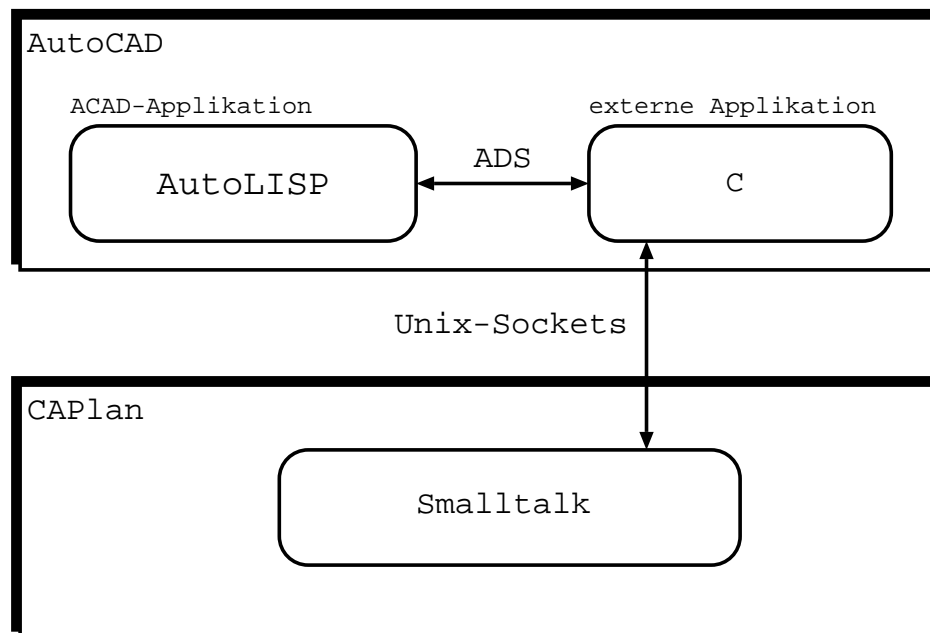 AutoCAD
ACAD-Applikation
externe Applikation
AutoLISP
ADS
C
Unix-Sockets
CAPlan
Smalltalk